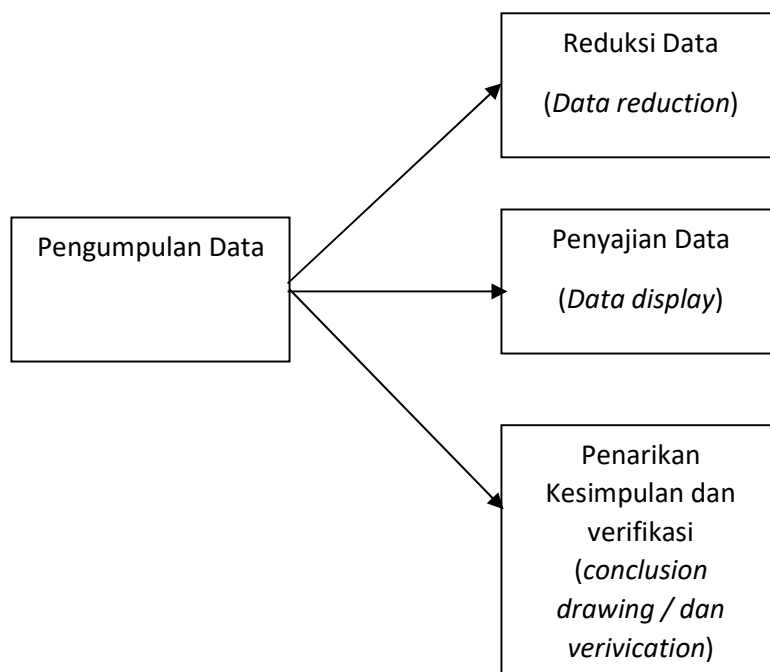 Reduksi Data
(Data reduction)
Pengumpulan Data
Penyajian Data
(Data display)
Penarikan
Kesimpulan dan
verifikasi
(conclusion
drawing / dan
verivication)